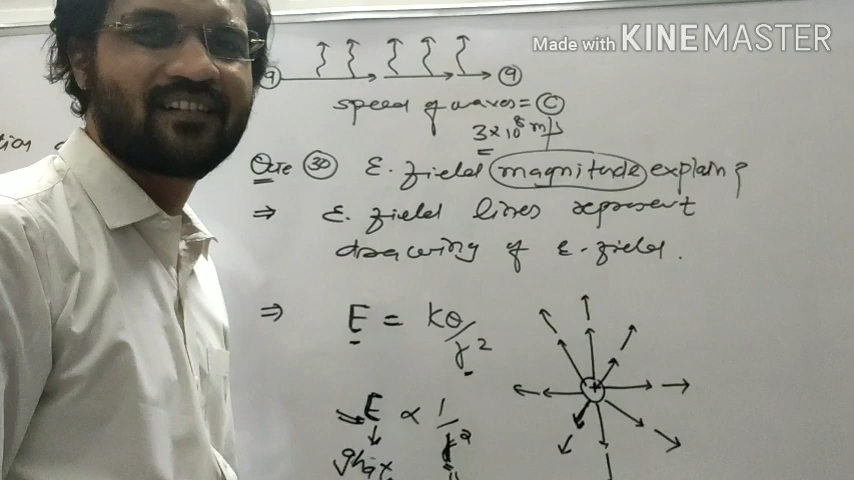 Made with KINEMASTER
q q
speed of waves = C
3 x 10⁸ m/s
Que 30 E. field magnitude explain ?
⇒ E. field lines represent
drawing of E. field.
⇒ E = kQ/r²
E ∝ 1/r²
ghat